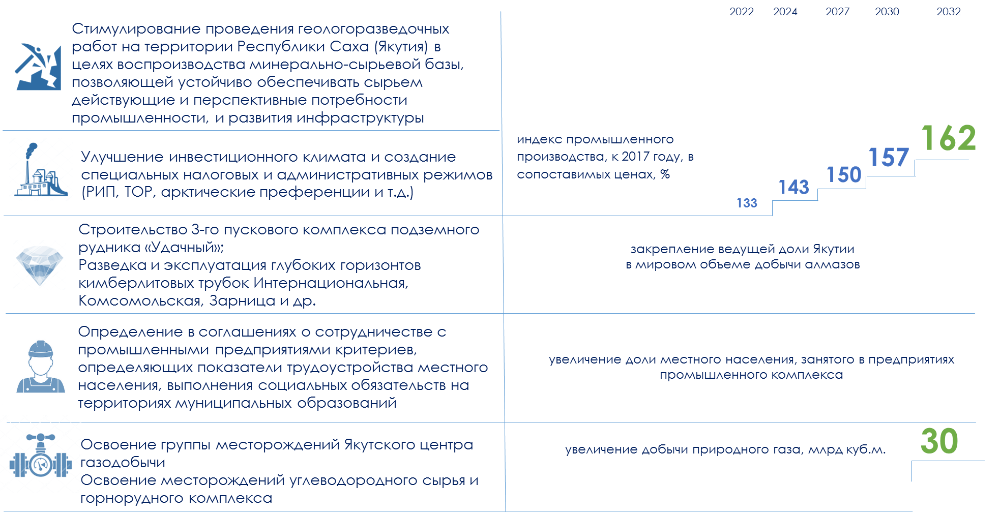 2022 2024 2027 2030 2032
Стимулирование проведения геологоразведочных
работ на территории Республики Саха (Якутия) в
целях воспроизводства минерально-сырьевой базы,
позволяющей устойчиво обеспечивать сырьем
действующие и перспективные потребности
промышленности, и развития инфраструктуры
Улучшение инвестиционного климата и создание
специальных налоговых и административных режимов
(РИП, ТОР, арктические преференции и т.д.)
индекс промышленного
производства, к 2017 году, в
сопоставимых ценах, %
133
143
150
157
162
Строительство 3-го пускового комплекса подземного
рудника «Удачный»;
Разведка и эксплуатация глубоких горизонтов
кимберлитовых трубок Интернациональная,
Комсомольская, Зарница и др.
закрепление ведущей доли Якутии
в мировом объеме добычи алмазов
Определение в соглашениях о сотрудничестве с
промышленными предприятиями критериев,
определяющих показатели трудоустройства местного
населения, выполнения социальных обязательств на
территориях муниципальных образований
увеличение доли местного населения, занятого в предприятиях
промышленного комплекса
Освоение группы месторождений Якутского центра
газодобычи
Освоение месторождений углеводородного сырья и
горнорудного комплекса
увеличение добычи природного газа, млрд куб.м.
30